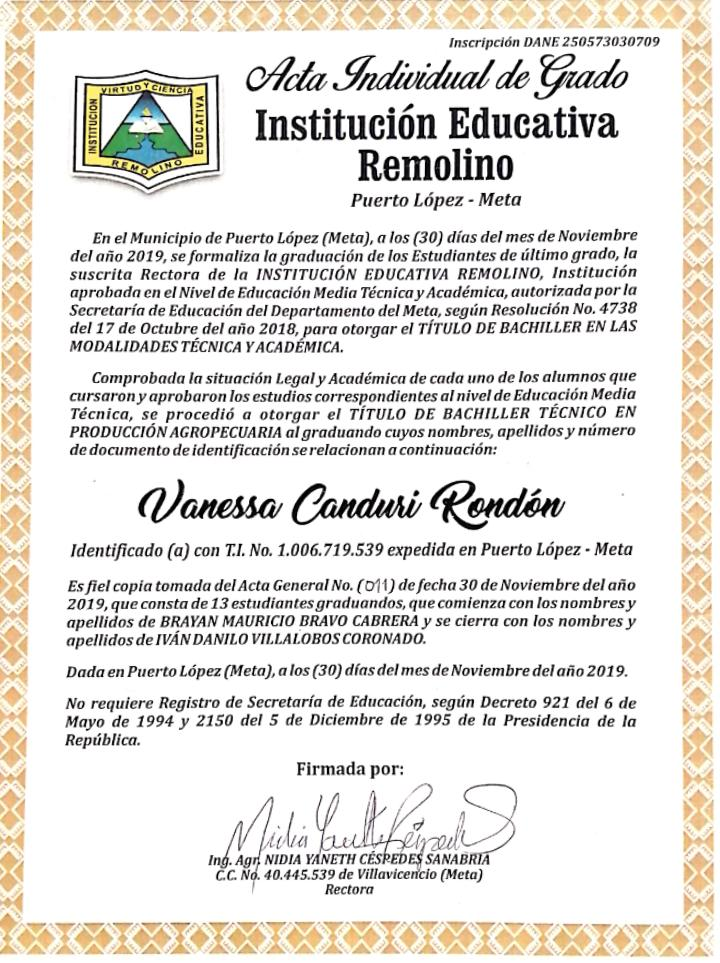 Inscripción DANE 250573030709
Acta Individual de Grado
VIRTUD Y CIENCIA
INSTITUCION
EDUCATIVA
REMOLINO
Institución Educativa
Remolino
Puerto López - Meta
En el Municipio de Puerto López (Meta), a los (30) días del mes de Noviembre
del año 2019, se formaliza la graduación de los Estudiantes de último grado, la
suscrita Rectora de la INSTITUCIÓN EDUCATIVA REMOLINO, Institución
aprobada en el Nivel de Educación Media Técnica y Académica, autorizada por la
Secretaría de Educación del Departamento del Meta, según Resolución No. 4738
del 17 de Octubre del año 2018, para otorgar el TÍTULO DE BACHILLER EN LAS
MODALIDADES TÉCNICA Y ACADÉMICA.
Comprobada la situación Legal y Académica de cada uno de los alumnos que
cursaron y aprobaron los estudios correspondientes al nivel de Educación Media
Técnica, se procedió a otorgar el TÍTULO DE BACHILLER TÉCNICO EN
PRODUCCIÓN AGROPECUARIA al graduando cuyos nombres, apellidos y número
de documento de identificación se relacionan a continuación:
Vanessa Canduri Rondón
Identificado (a) con T.I. No. 1.006.719.539 expedida en Puerto López - Meta
Es fiel copia tomada del Acta General No. (011) de fecha 30 de Noviembre del año
2019, que consta de 13 estudiantes graduandos, que comienza con los nombres y
apellidos de BRAYAN MAURICIO BRAVO CABRERA y se cierra con los nombres y
apellidos de IVÁN DANILO VILLALOBOS CORONADO.
Dada en Puerto López (Meta), a los (30) días del mes de Noviembre del año 2019.
No requiere Registro de Secretaría de Educación, según Decreto 921 del 6 de
Mayo de 1994 y 2150 del 5 de Diciembre de 1995 de la Presidencia de la
República.
Firmada por:
Nidia Yaneth Céspedes S
Ing. Agr. NIDIA YANETH CÉSPEDES SANABRIA
C.C. No. 40.445.539 de Villavicencio (Meta)
Rectora